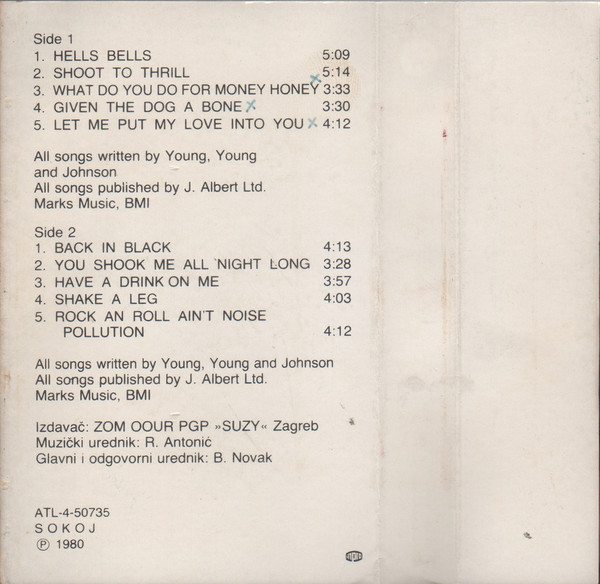 Side 1
1. HELLS BELLS 5:09
2. SHOOT TO THRILL 5:14
3. WHAT DO YOU DO FOR MONEY HONEY 3:33
4. GIVEN THE DOG A BONE 3:30
5. LET ME PUT MY LOVE INTO YOU 4:12
All songs written by Young, Young
and Johnson
All songs published by J. Albert Ltd.
Marks Music, BMI
Side 2
1. BACK IN BLACK 4:13
2. YOU SHOOK ME ALL NIGHT LONG 3:28
3. HAVE A DRINK ON ME 3:57
4. SHAKE A LEG 4:03
5. ROCK AN ROLL AIN'T NOISE
POLLUTION 4:12
All songs written by Young, Young and Johnson
All songs published by J. Albert Ltd.
Marks Music, BMI
Izdavač: ZOM OOUR PGP »SUZY« Zagreb
Muzički urednik: R. Antonić
Glavni i odgovorni urednik: B. Novak
ATL-4-50735
SOKOJ
Ⓟ 1980